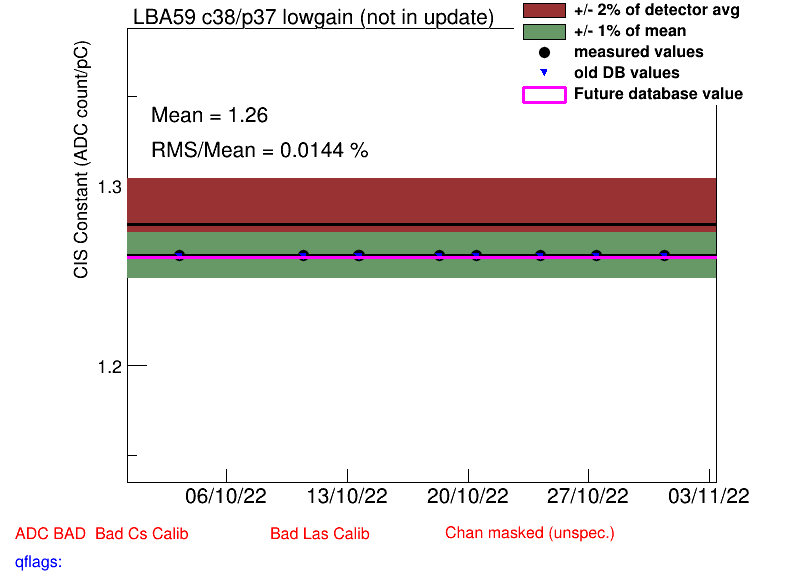 LBA59 c38/p37 lowgain (not in update)
+/- 2% of detector avg
+/- 1% of mean
measured values
old DB values
Future database value
Mean = 1.26
RMS/Mean = 0.0144 %
CIS Constant (ADC count/pC)
1.3
1.2
06/10/22 13/10/22 20/10/22 27/10/22 03/11/22
ADC BAD Bad Cs Calib Bad Las Calib Chan masked (unspec.)
qflags: